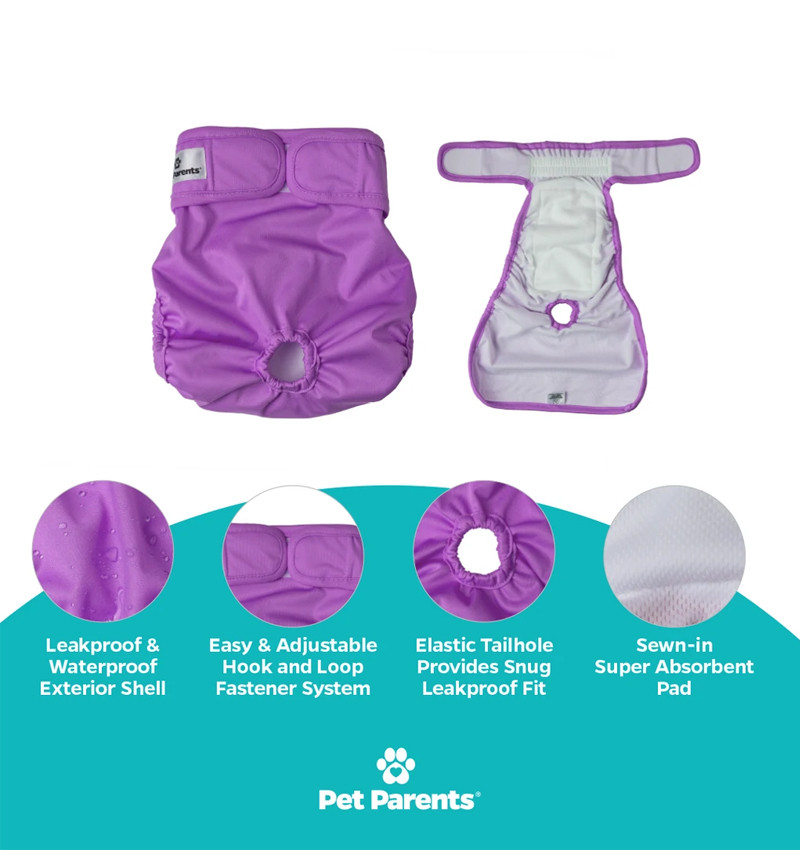 Parents
Leakproof &
Waterproof
Exterior Shell
Easy & Adjustable
Hook and Loop
Fastener System
Elastic Tailhole
Provides Snug
Leakproof Fit
Sewn-in
Super Absorbent
Pad
Pet Parents®